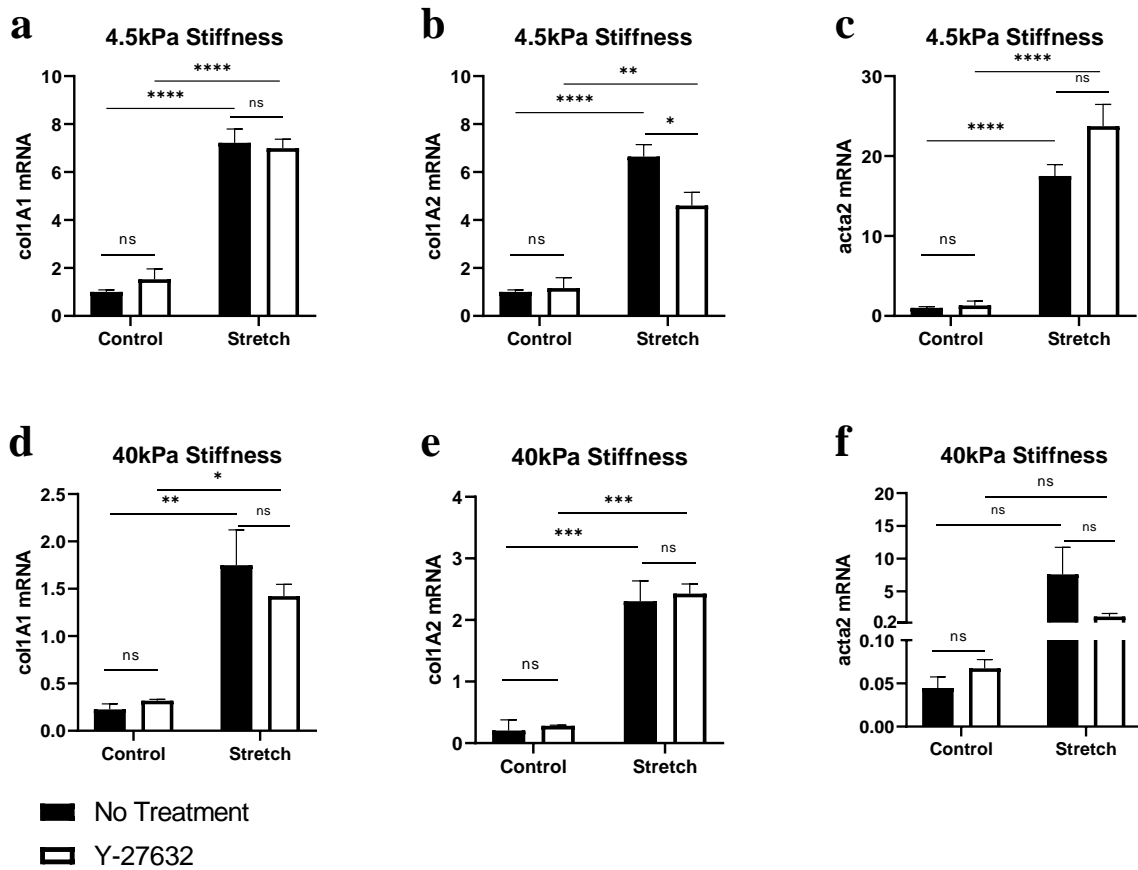 a
4.5kPa Stiffness
col1A1 mRNA
10
8
6
4
2
0
****
****
ns
ns
Control
Stretch
b
4.5kPa Stiffness
col1A2 mRNA
10
8
6
4
2
0
**
****
*
ns
Control
Stretch
c
4.5kPa Stiffness
acta2 mRNA
30
20
10
0
****
ns
****
ns
Control
Stretch
d
40kPa Stiffness
col1A1 mRNA
2.5
2.0
1.5
1.0
0.5
0.0
*
**
ns
ns
Control
Stretch
e
40kPa Stiffness
col1A2 mRNA
4
3
2
1
0
***
***
ns
ns
Control
Stretch
f
40kPa Stiffness
acta2 mRNA
20
15
10
5
0.2
0.10
0.05
0.00
ns
ns
ns
ns
Control
Stretch
No Treatment
Y-27632